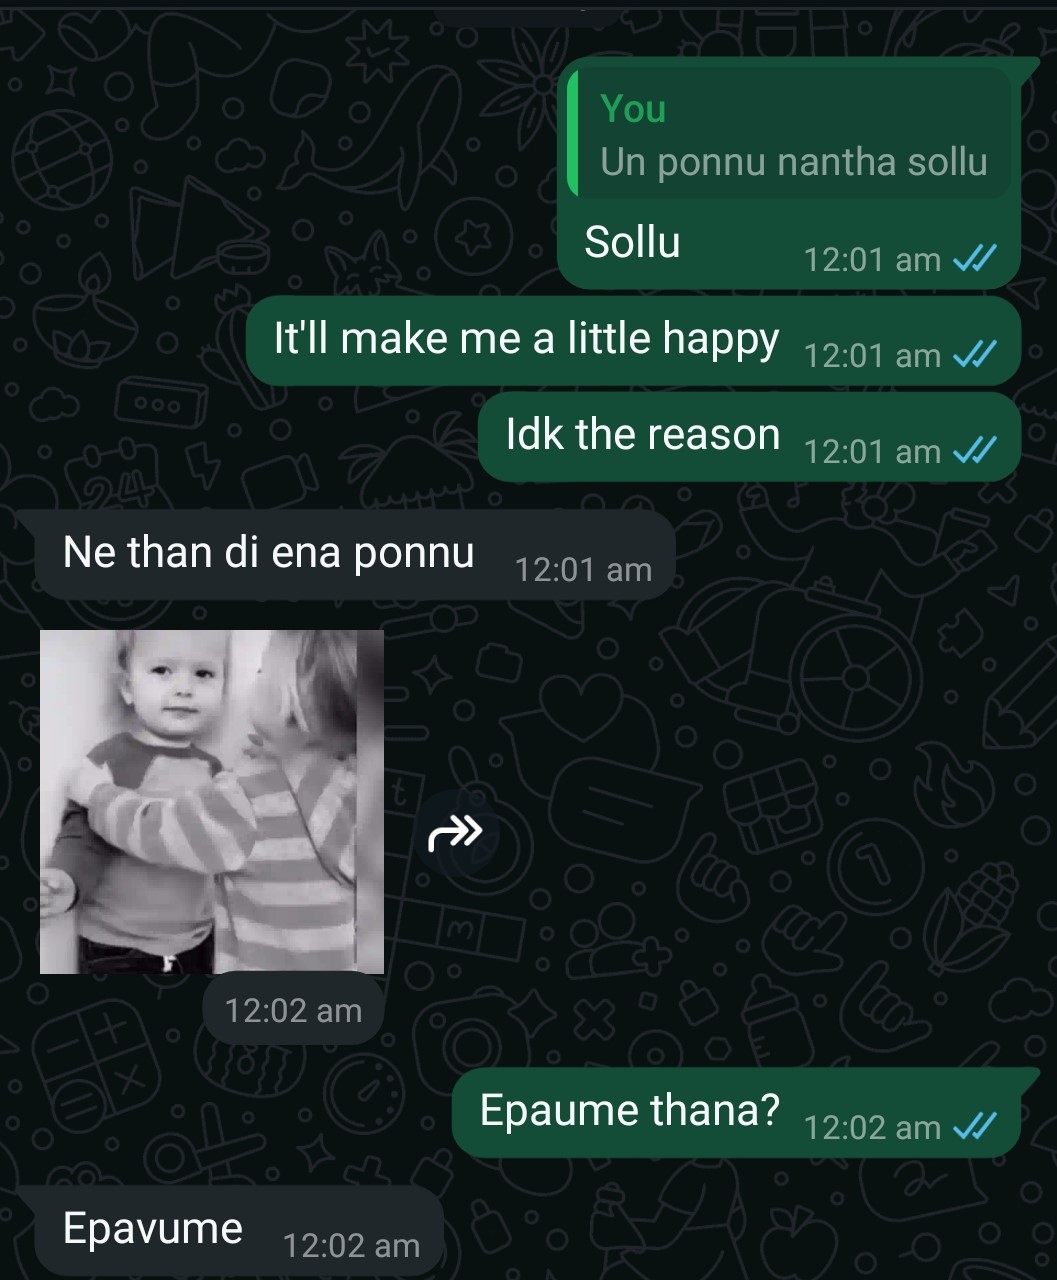 You
Un ponnu nantha sollu
Sollu 12:01 am
It'll make me a little happy 12:01 am
Idk the reason 12:01 am
Ne than di ena ponnu 12:01 am
12:02 am
Epaume thana? 12:02 am
Epavume 12:02 am